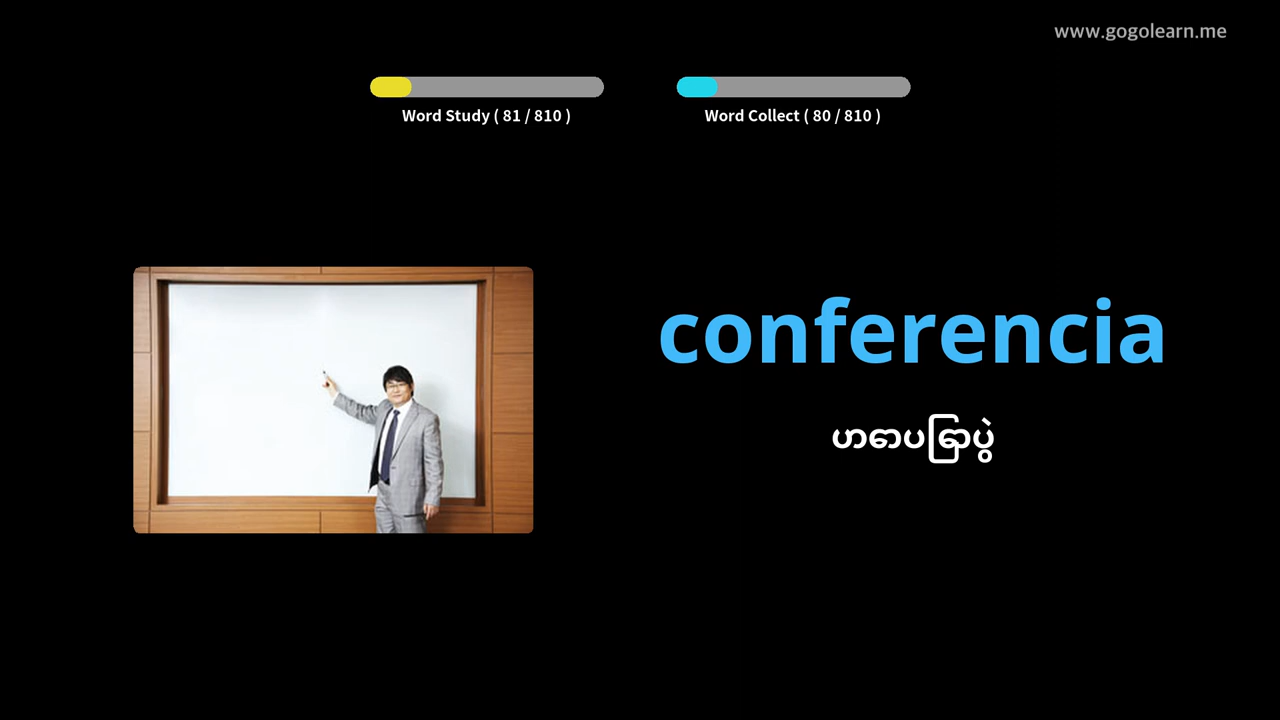 www.gogolearn.me
Word Study ( 81 / 810 )
Word Collect ( 80 / 810 )
conferencia
ဟောပြောပွဲ